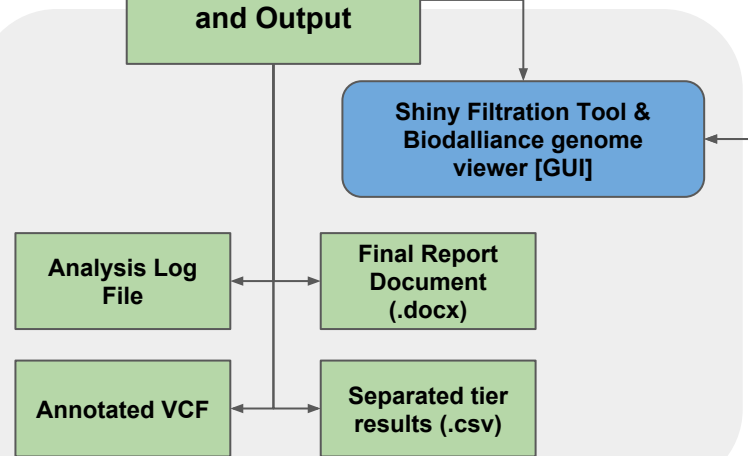 and Output
Shiny Filtration Tool &
Biodalliance genome
viewer [GUI]
Analysis Log
File
Final Report
Document
(.docx)
Annotated VCF
Separated tier
results (.csv)